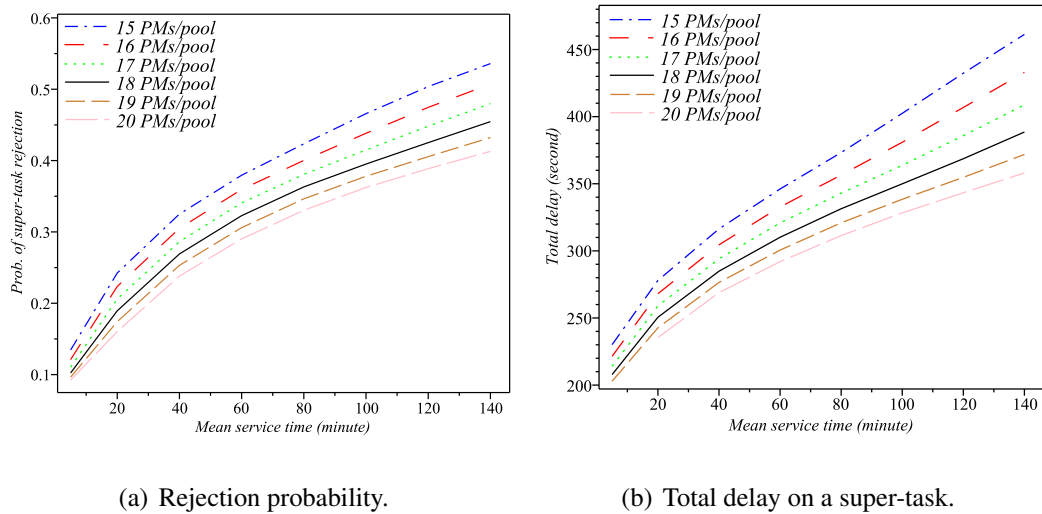 0.6
0.5
0.4
0.3
0.2
0.1
Prob. of super-task rejection
15 PMs/pool
16 PMs/pool
17 PMs/pool
18 PMs/pool
19 PMs/pool
20 PMs/pool
20 40 60 80 100 120 140
Mean service time (minute)
(a) Rejection probability.
450
400
350
300
250
200
Total delay (second)
15 PMs/pool
16 PMs/pool
17 PMs/pool
18 PMs/pool
19 PMs/pool
20 PMs/pool
20 40 60 80 100 120 140
Mean service time (minute)
(b) Total delay on a super-task.